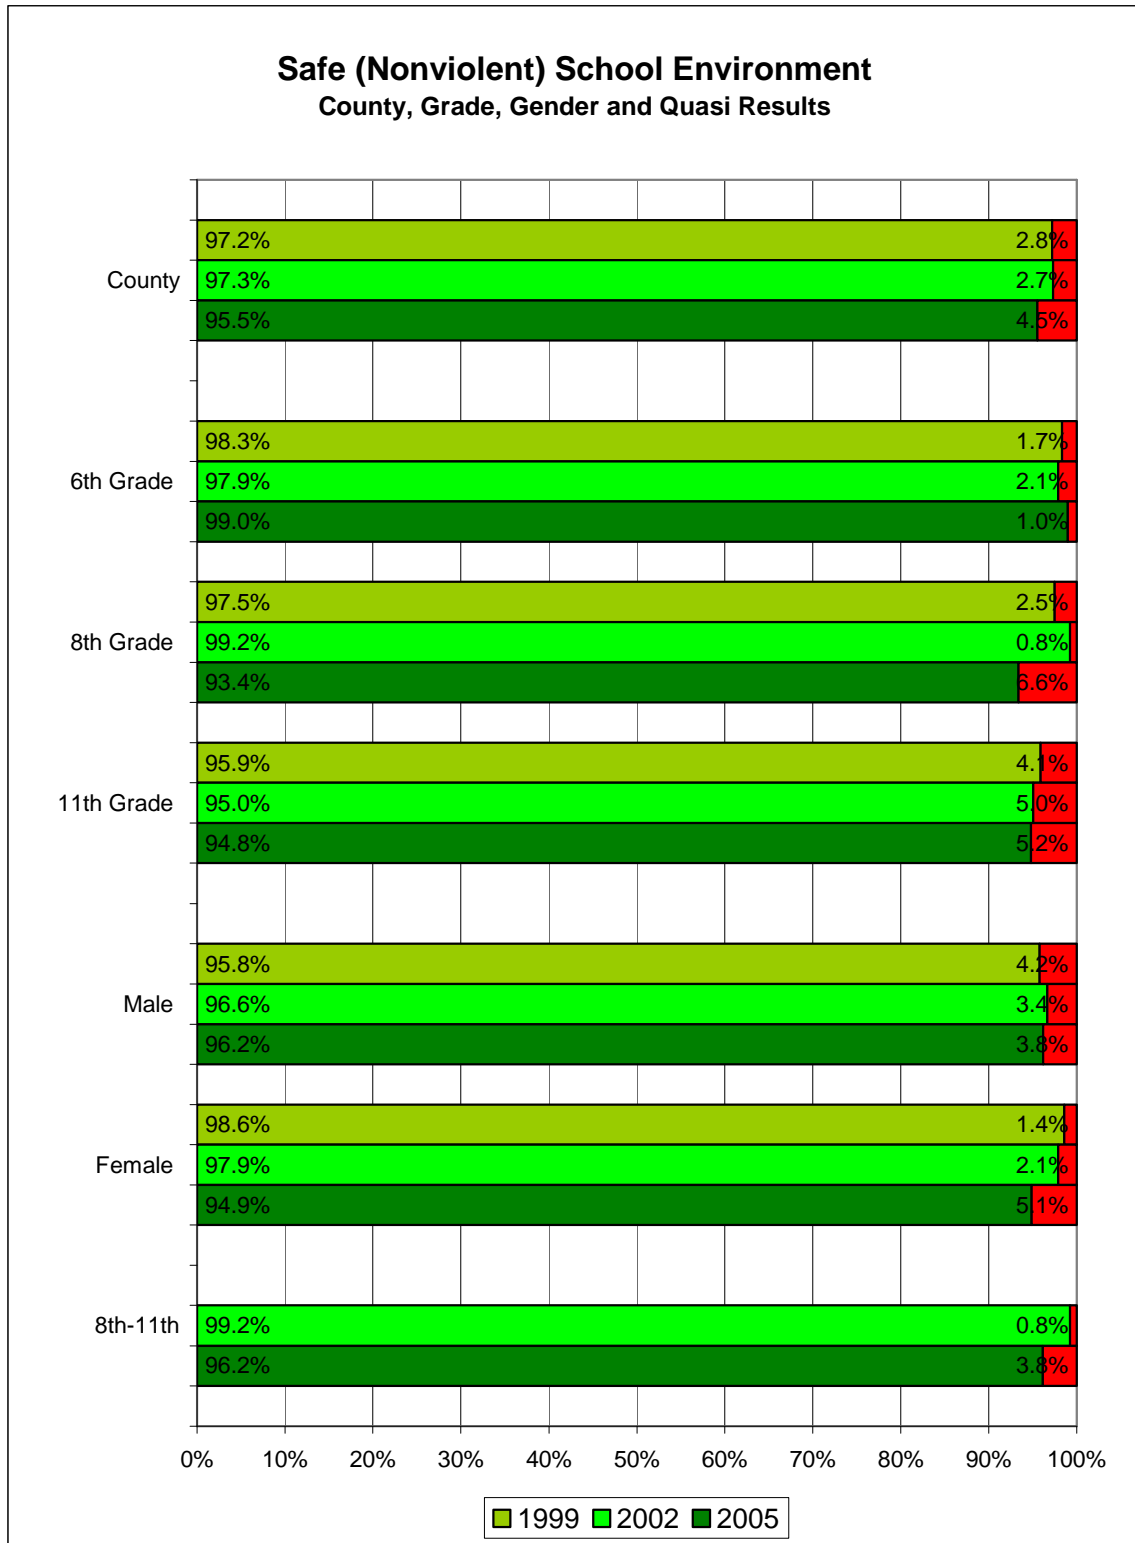 Safe (Nonviolent) School Environment
County, Grade, Gender and Quasi Results
97.2% 2.8%
County 97.3% 2.7%
95.5% 4.5%
98.3% 1.7%
6th Grade 97.9% 2.1%
99.0% 1.0%
97.5% 2.5%
8th Grade 99.2% 0.8%
93.4% 6.6%
95.9% 4.1%
11th Grade 95.0% 5.0%
94.8% 5.2%
95.8% 4.2%
Male 96.6% 3.4%
96.2% 3.8%
98.6% 1.4%
Female 97.9% 2.1%
94.9% 5.1%
8th-11th 99.2% 0.8%
96.2% 3.8%
0% 10% 20% 30% 40% 50% 60% 70% 80% 90% 100%
1999 2002 2005